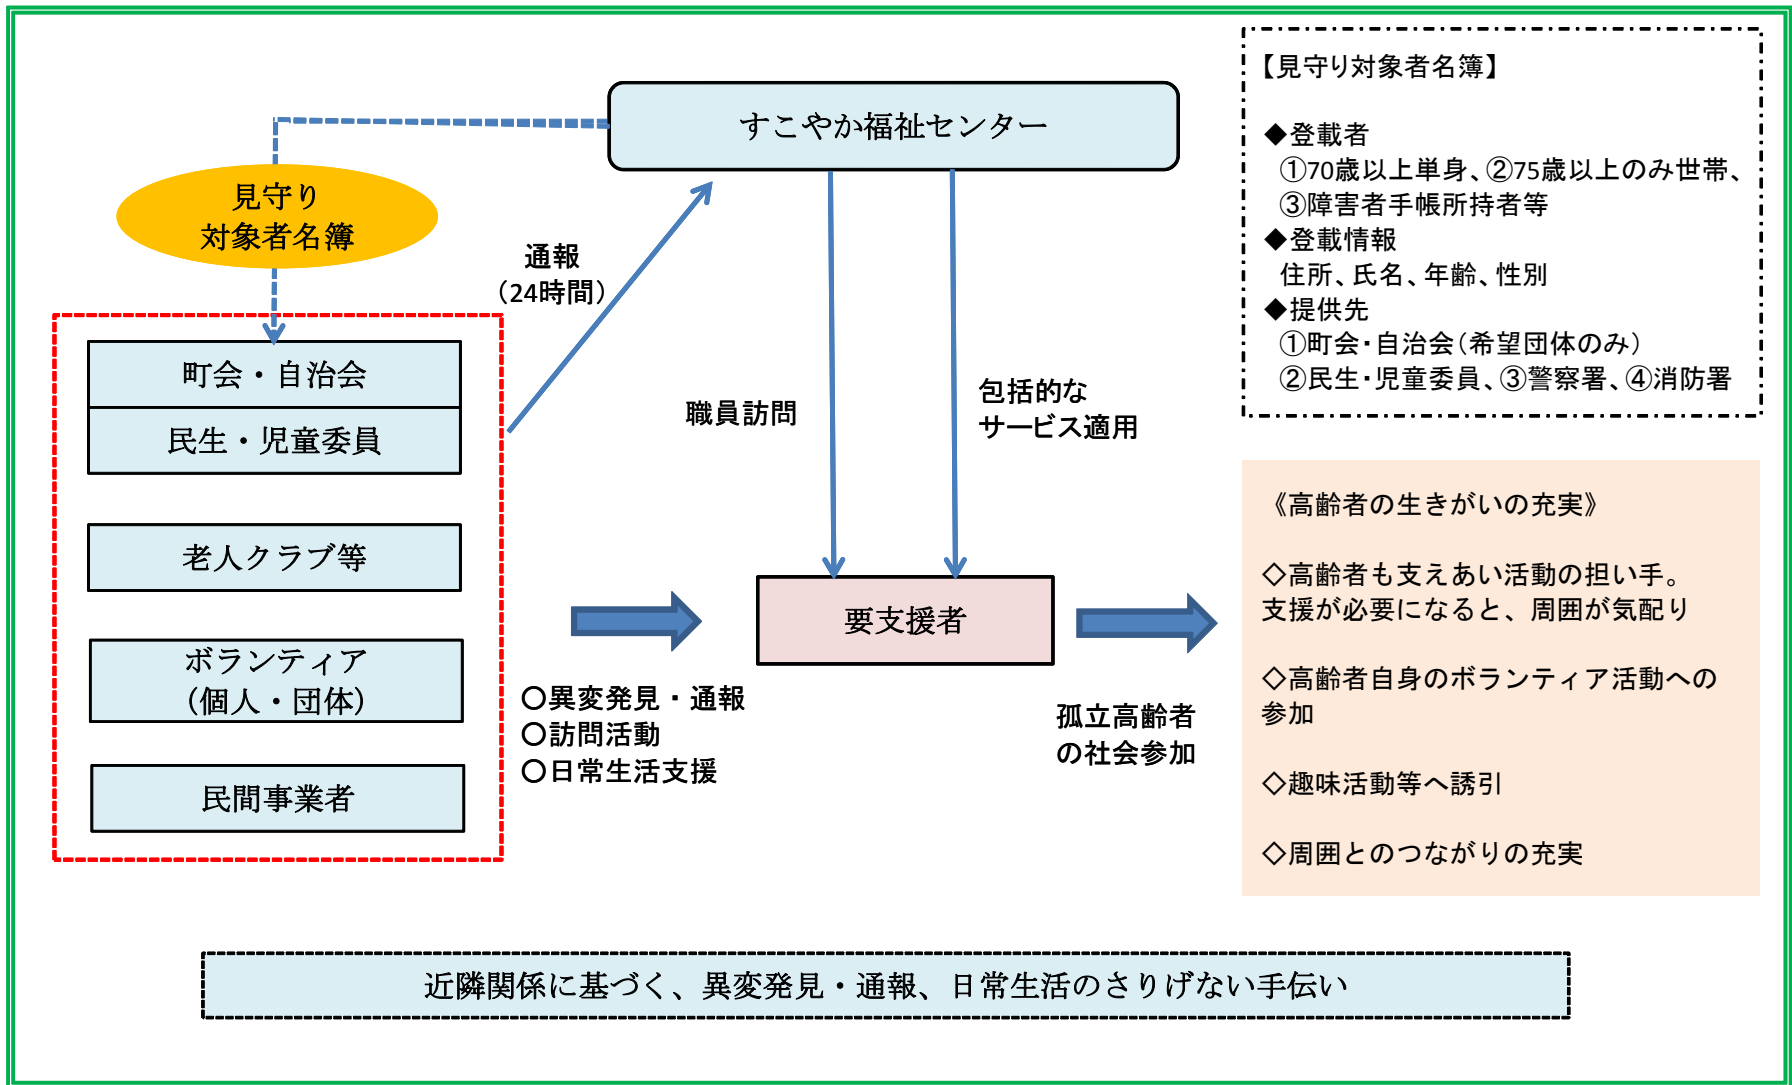 すこやか福祉センター
見守り
対象者名簿
通報
（24時間）
町会・自治会
民生・児童委員
老人クラブ等
ボランティア
（個人・団体）
民間事業者
職員訪問
包括的な
サービス適用
要支援者
○異変発見・通報
○訪問活動
○日常生活支援
孤立高齢者
の社会参加
【見守り対象者名簿】
◆登載者
①70歳以上単身、②75歳以上のみ世帯、
③障害者手帳所持者等
◆登載情報
住所、氏名、年齢、性別
◆提供先
①町会・自治会（希望団体のみ）
②民生・児童委員、③警察署、④消防署
《高齢者の生きがいの充実》
◇高齢者も支えあい活動の担い手。
支援が必要になると、周囲が気配り
◇高齢者自身のボランティア活動への
参加
◇趣味活動等へ誘引
◇周囲とのつながりの充実
近隣関係に基づく、異変発見・通報、日常生活のさりげない手伝い